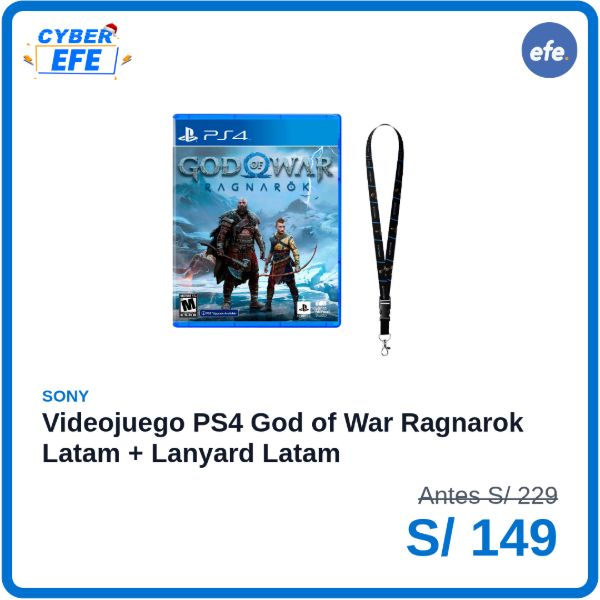 CYBER
EFE
efe.
PS4
GOD OF WAR
RAGNARÖK
M
SONY
Videojuego PS4 God of War Ragnarok
Latam + Lanyard Latam
Antes S/ 229
S/ 149